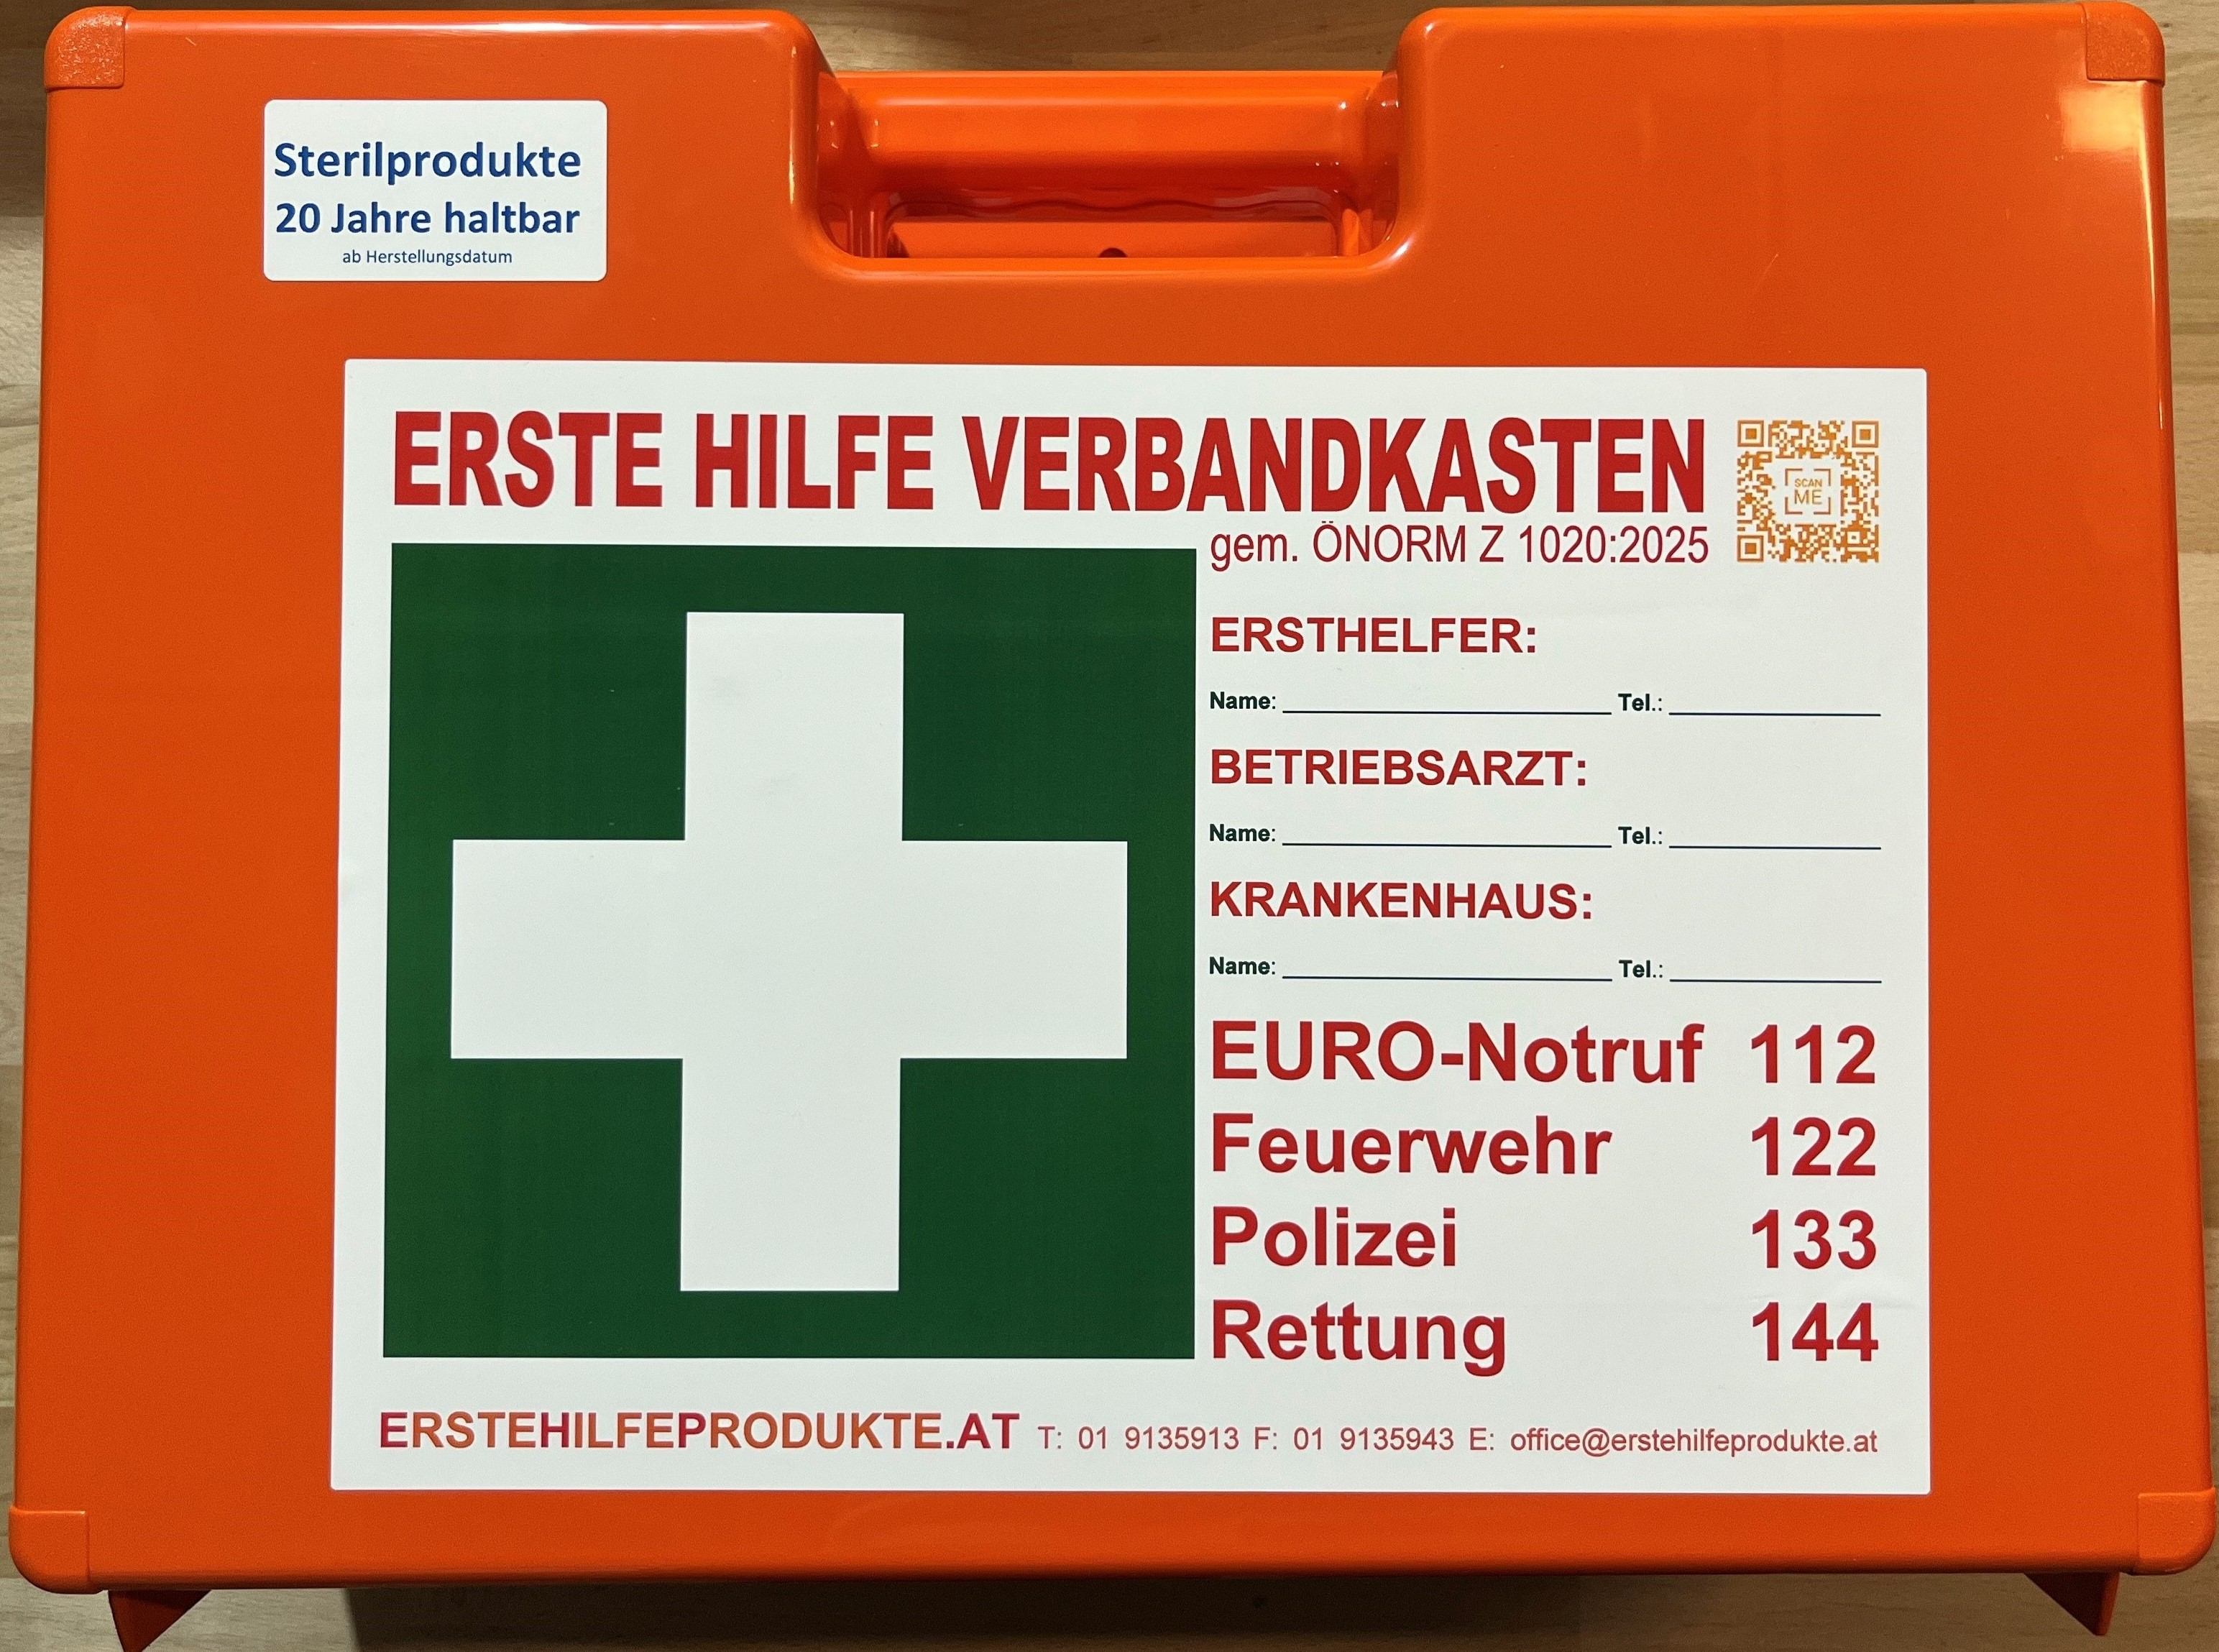 Sterilprodukte
20 Jahre haltbar
ab Herstellungsdatum
ERSTE HILFE VERBANDKASTEN
SCAN
ME
gem. ÖNORM Z 1020:2025
ERSTHELFER:
Name: Tel.:
BETRIEBSARZT:
Name: Tel.:
KRANKENHAUS:
Name: Tel.:
EURO-Notruf 112
Feuerwehr 122
Polizei 133
Rettung 144
ERSTEHILFEPRODUKTE.AT T: 01 9135913 F: 01 9135943 E: office@erstehilfeprodukte.at